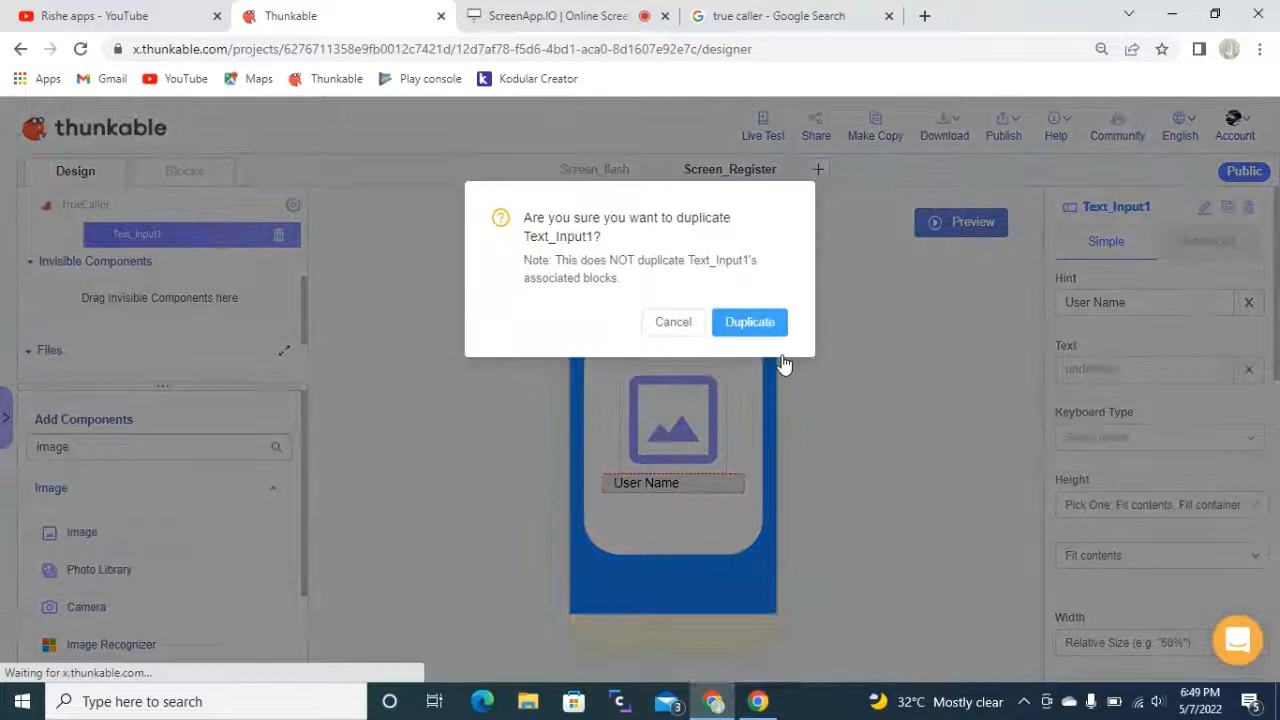 Rishe apps - YouTube
Thunkable
ScreenApp.IO | Online Scree
true caller - Google Search
x.thunkable.com/projects/6276711358e9fb0012c7421d/12d7af78-f5d6-4bd1-aca0-8d1607e92e7c/designer
Apps
Gmail
YouTube
Maps
Thunkable
Play console
Kodular Creator
thunkable
Live Test
Share
Make Copy
Download
Publish
Help
Community
English
Account
Design
Blocks
Screen_flash
Screen_Register
Public
TrueCaller
Text_Input1
Invisible Components
Drag Invisible Components here
Files
Add Components
image
Image
Image
Photo Library
Camera
Image Recognizer
Are you sure you want to duplicate
Text_Input1?
Note: This does NOT duplicate Text_Input1's
associated blocks.
Cancel
Duplicate
User Name
Preview
Text_Input1
Simple
Advanced
Hint
User Name
Text
undefined
Keyboard Type
Height
Pick One: Fit contents, Fill container
Fit contents
Width
Relative Size (e.g. "50%")
Waiting for x.thunkable.com...
Type here to search
3
32°C Mostly clear
6:49 PM
5/7/2022
5